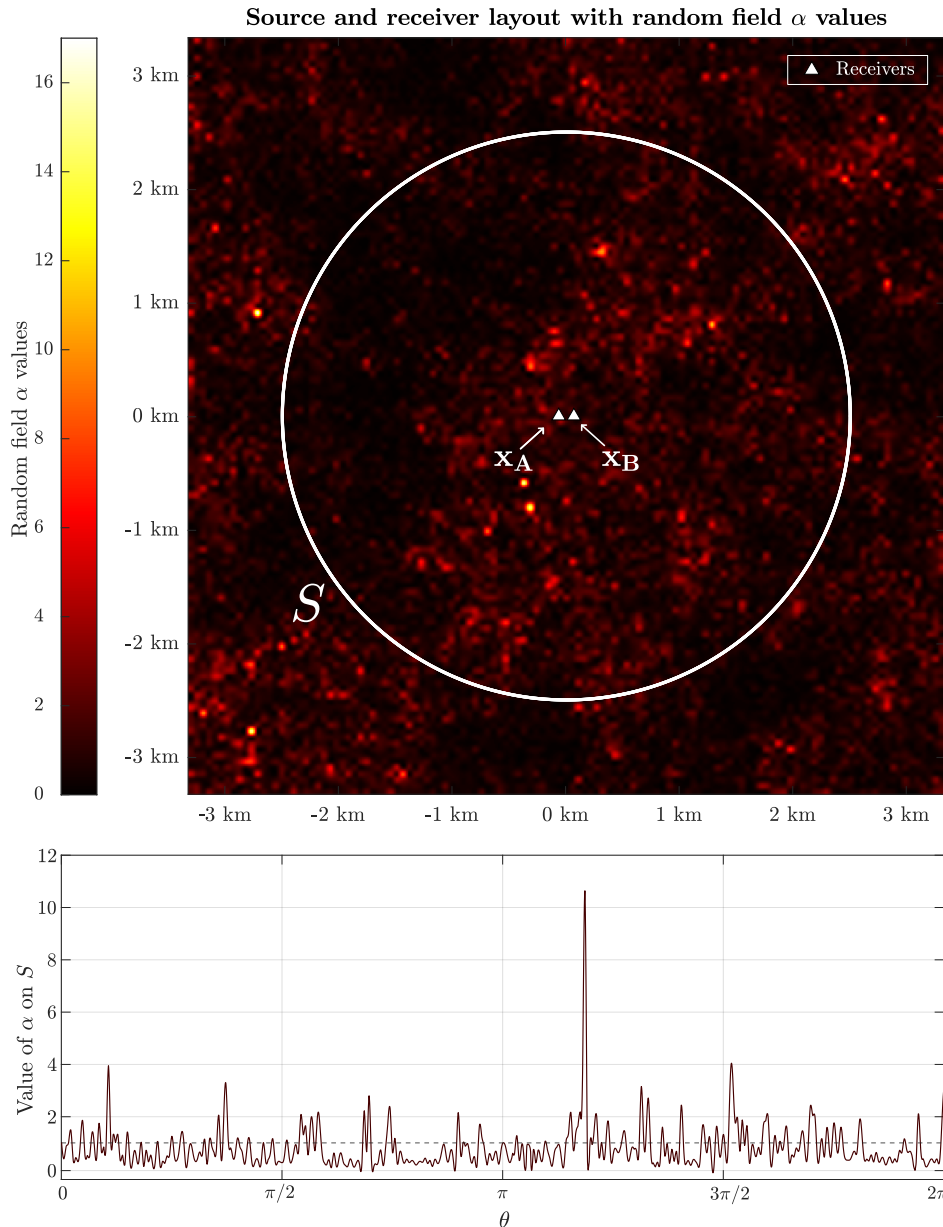 Source and receiver layout with random field α values
Random field α values
16
14
12
10
8
6
4
2
0
3 km
2 km
1 km
0 km
-1 km
-2 km
-3 km
Receivers
x_A
x_B
S
-3 km -2 km -1 km 0 km 1 km 2 km 3 km
Value of α on S
12
10
8
6
4
2
0
0 π/2 π 3π/2 2π
θ